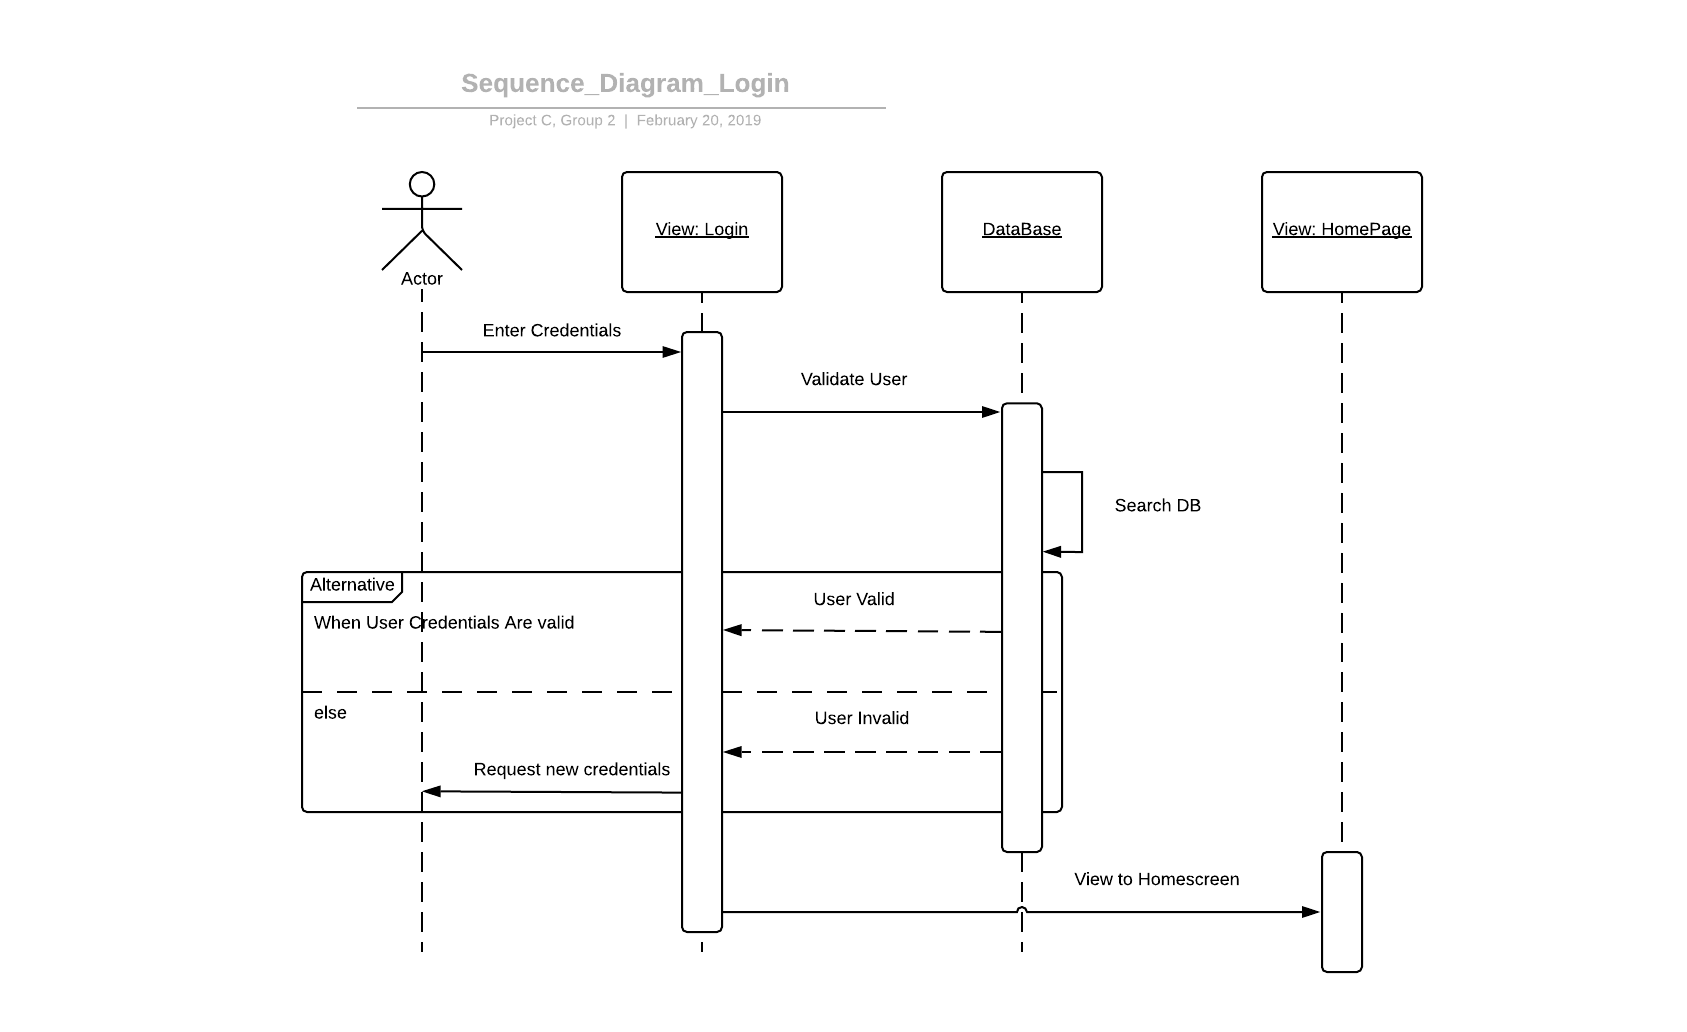 Sequence_Diagram_Login
Project C, Group 2 | February 20, 2019
Actor
View: Login
DataBase
View: HomePage
Enter Credentials
Validate User
Search DB
Alternative
User Valid
When User Credentials Are valid
else
User Invalid
Request new credentials
View to Homescreen